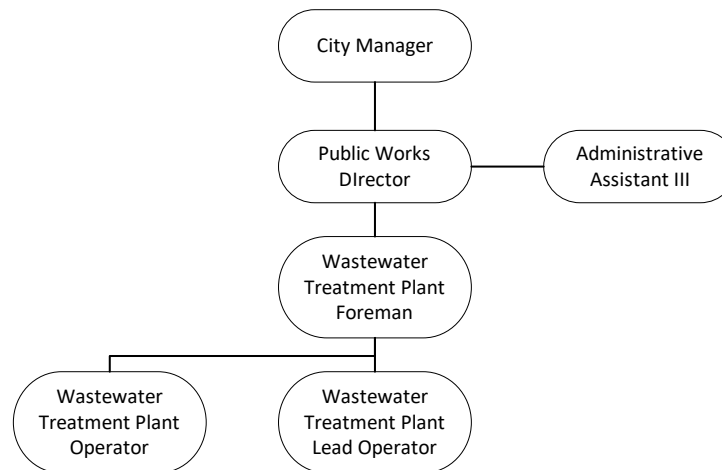 City Manager
Public Works
DIrector
Administrative
Assistant III
Wastewater
Treatment Plant
Foreman
Wastewater
Treatment Plant
Operator
Wastewater
Treatment Plant
Lead Operator